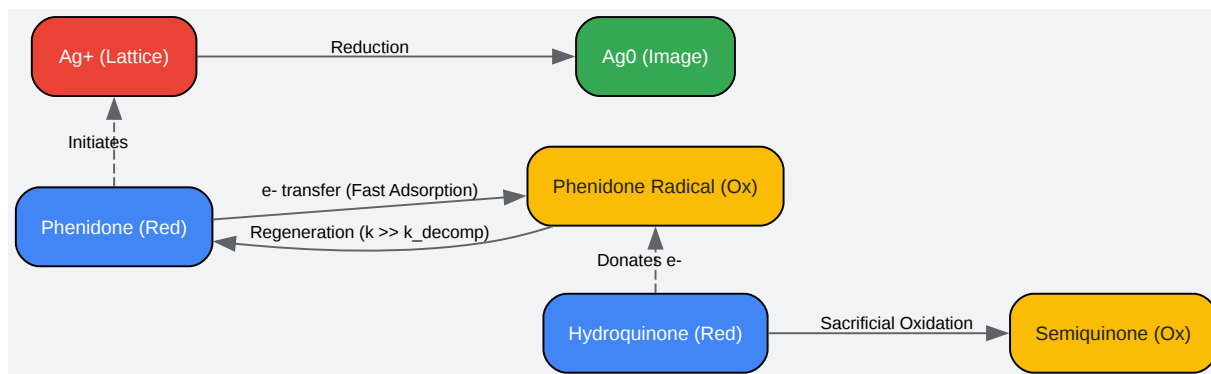 Ag+ (Lattice)
Reduction
Ag0 (Image)
Initiates
Phenidone (Red)
e- transfer (Fast Adsorption)
Phenidone Radical (Ox)
Regeneration (k >> k_decomp)
Donates e-
Hydroquinone (Red)
Sacrificial Oxidation
Semiquinone (Ox)